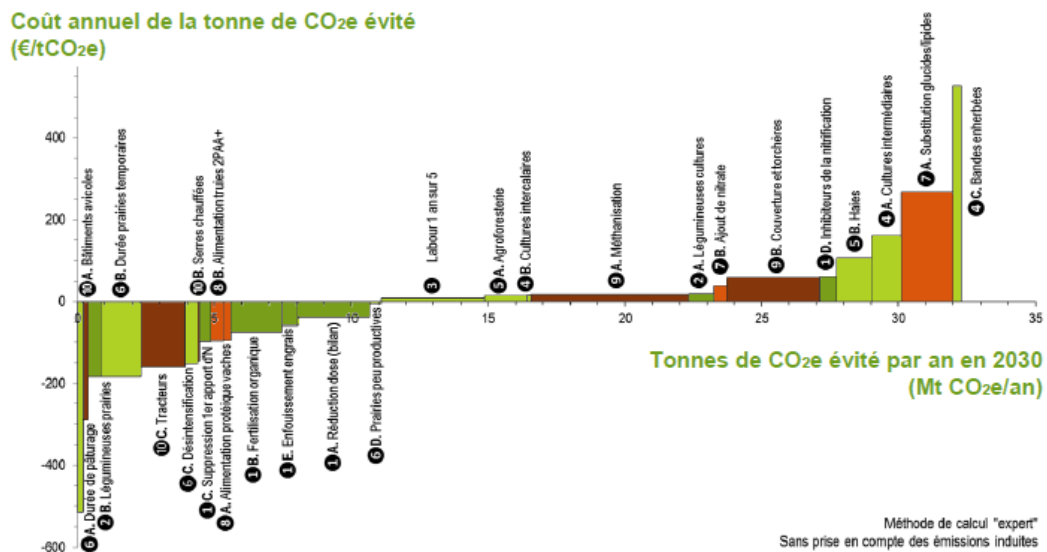 Coût annuel de la tonne de CO2e évité
(€/tCO2e)
400
200
0
-200
-400
-600
5
10
15
20
25
30
35
10 A. Bâtiments avicoles
6 B. Durée prairies temporaires
10 B. Serres chauffées
8 B. Alimentation truies 2PAA+
3 Labour 1 an sur 5
5 A. Agroforesterie
4 B. Cultures intercalaires
9 A. Méthanisation
2 A. Légumineuses cultures
7 B. Ajout de nitrate
9 B. Couverture et torchères
1 D. Inhibiteurs de la nitrification
5 B. Haies
4 A. Cultures intermédiaires
7 A. Substitution glucides/lipides
4 C. Bandes enherbées
6 A. Durée de pâturage
2 B. Légumineuses prairies
10 C. Tracteurs
6 C. Désintensification
1 C. Suppression 1er apport d'N
8 A. Alimentation protéique vaches
1 B. Fertilisation organique
1 E. Enfouissement engrais
1 A. Réduction dose (bilan)
6 D. Prairies peu productives
Tonnes de CO2e évité par an en 2030
(Mt CO2e/an)
Méthode de calcul "expert"
Sans prise en compte des émissions induites